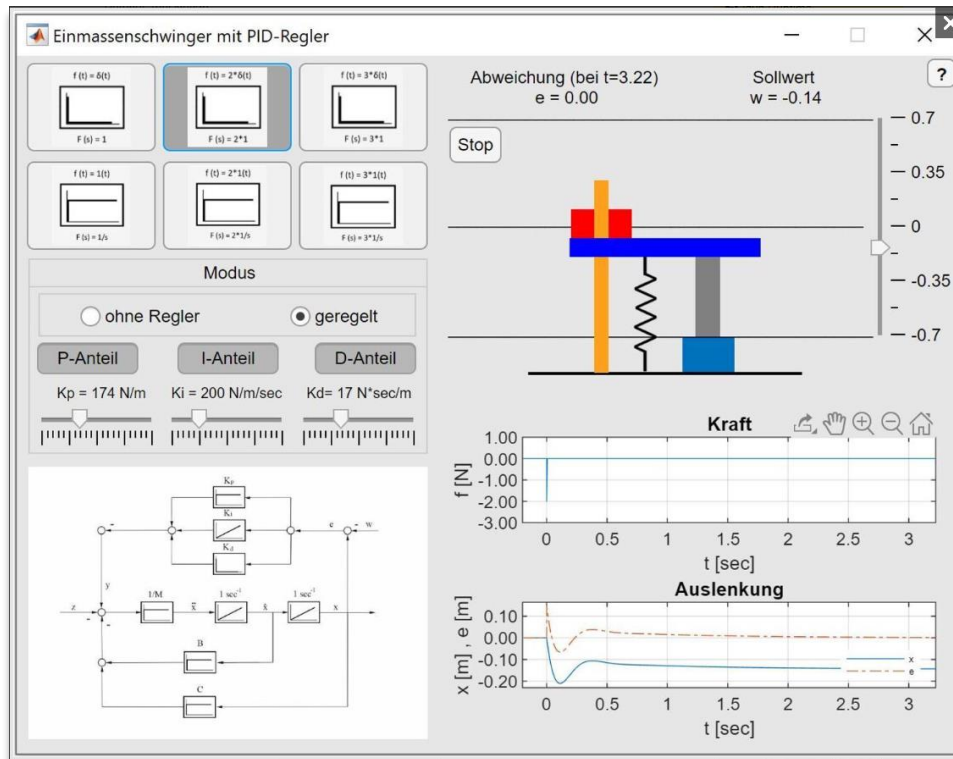 Einmassenschwinger mit PID-Regler
f (t) = δ(t)
F (s) = 1
f (t) = 2*δ(t)
F (s) = 2*1
f (t) = 3*δ(t)
F (s) = 3*1
f (t) = 1(t)
F (s) = 1/s
f (t) = 2*1(t)
F (s) = 2*1/s
f (t) = 3*1(t)
F (s) = 3*1/s
Modus
ohne Regler
geregelt
P-Anteil
I-Anteil
D-Anteil
Kp = 174 N/m
Ki = 200 N/m/sec
Kd= 17 N*sec/m
K_P
K_I
K_d
e
w
-
-
y
z
-
-
1/M
ẍ
1 sec⁻¹
ẋ
1 sec⁻¹
x
B
C
Abweichung (bei t=3.22)
e = 0.00
Sollwert
w = -0.14
?
Stop
0.7
0.35
0
-0.35
-0.7
Kraft
f [N]
1.00
0.00
-1.00
-2.00
-3.00
0 0.5 1 1.5 2 2.5 3
t [sec]
Auslenkung
x [m] , e [m]
0.10
0.00
-0.10
-0.20
x
e
0 0.5 1 1.5 2 2.5 3
t [sec]